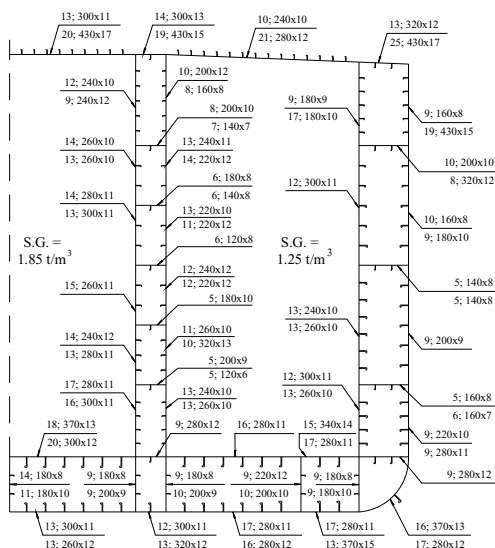 13; 300x11
20; 430x17
14; 300x13
19; 430x15
10; 240x10
21; 280x12
13; 320x12
25; 430x17
12; 240x10
9; 240x12
10; 200x12
8; 160x8
8; 200x10
7; 140x7
9; 180x9
17; 180x10
9; 160x8
19; 430x15
14; 260x10
13; 260x10
13; 240x11
14; 220x12
10; 200x10
8; 320x12
14; 280x11
13; 300x11
6; 180x8
6; 140x8
12; 300x11
13; 220x10
11; 220x12
10; 160x8
9; 180x10
S.G. =
1.85 t/m3
6; 120x8
S.G. =
1.25 t/m3
15; 260x11
12; 240x12
12; 220x12
5; 140x8
5; 140x8
5; 180x10
14; 240x12
13; 280x11
11; 260x10
10; 320x13
13; 240x10
13; 260x10
9; 200x9
5; 200x9
5; 120x6
17; 280x11
16; 300x11
13; 240x10
13; 260x10
12; 300x11
13; 260x10
5; 160x8
6; 160x7
18; 370x13
20; 300x12
9; 280x12
16; 280x11
15; 340x14
17; 280x11
9; 220x10
9; 280x11
9; 280x12
14; 180x8
11; 180x10
9; 180x8
9; 200x9
9; 180x8
10; 200x9
9; 220x12
10; 200x10
9; 180x8
9; 180x10
13; 300x11
13; 260x12
12; 300x11
13; 320x12
17; 280x11
16; 280x12
17; 280x11
13; 370x15
16; 370x13
17; 280x12